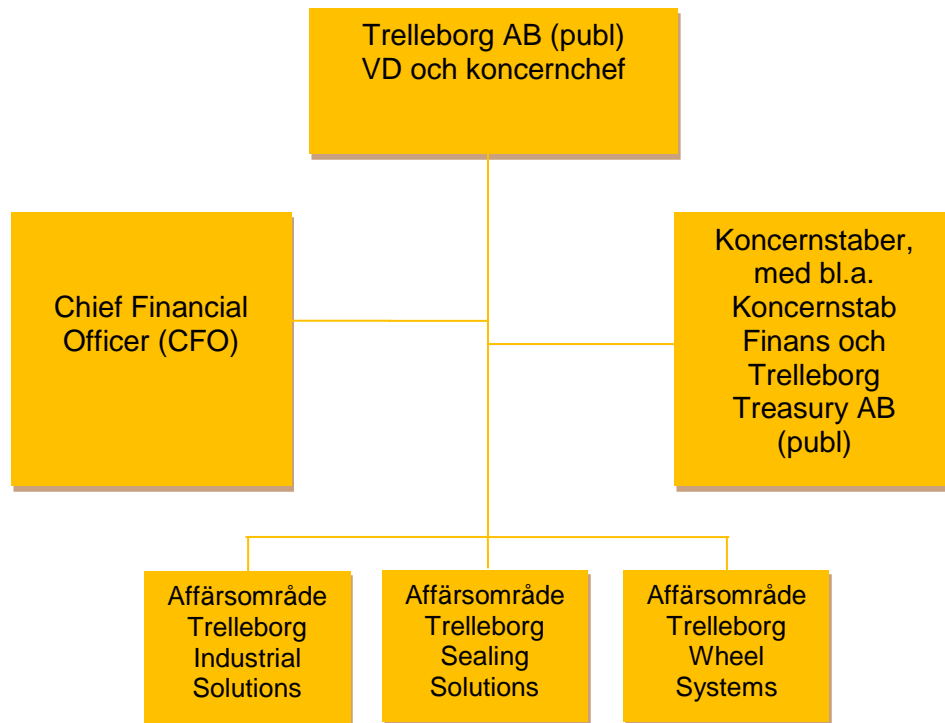 Trelleborg AB (publ)
VD och koncernchef
Chief Financial
Officer (CFO)
Koncernstaber,
med bl.a.
Koncernstab
Finans och
Trelleborg
Treasury AB
(publ)
Affärsområde
Trelleborg
Industrial
Solutions
Affärsområde
Trelleborg
Sealing
Solutions
Affärsområde
Trelleborg
Wheel
Systems